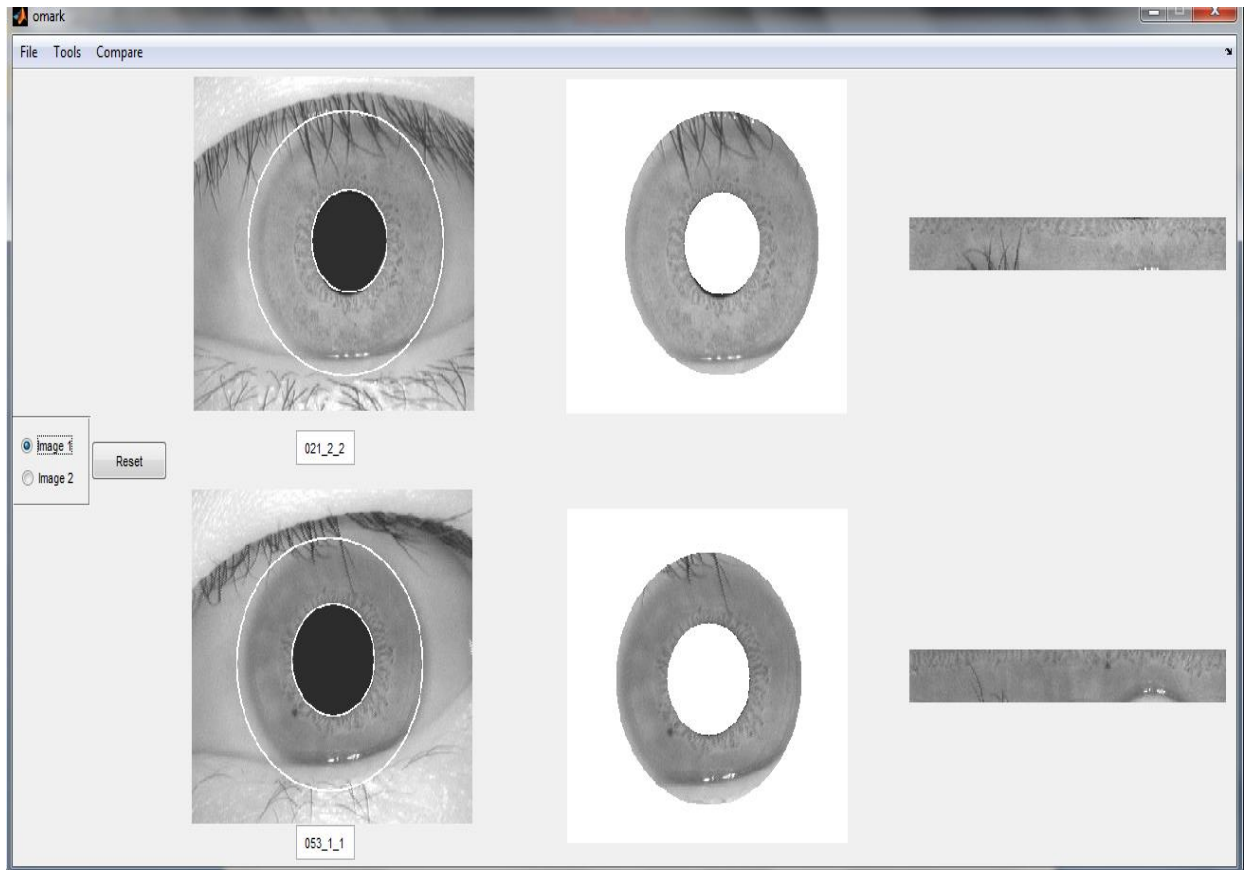 omark
File Tools Compare
021_2_2
Image 1
Image 2
Reset
053_1_1